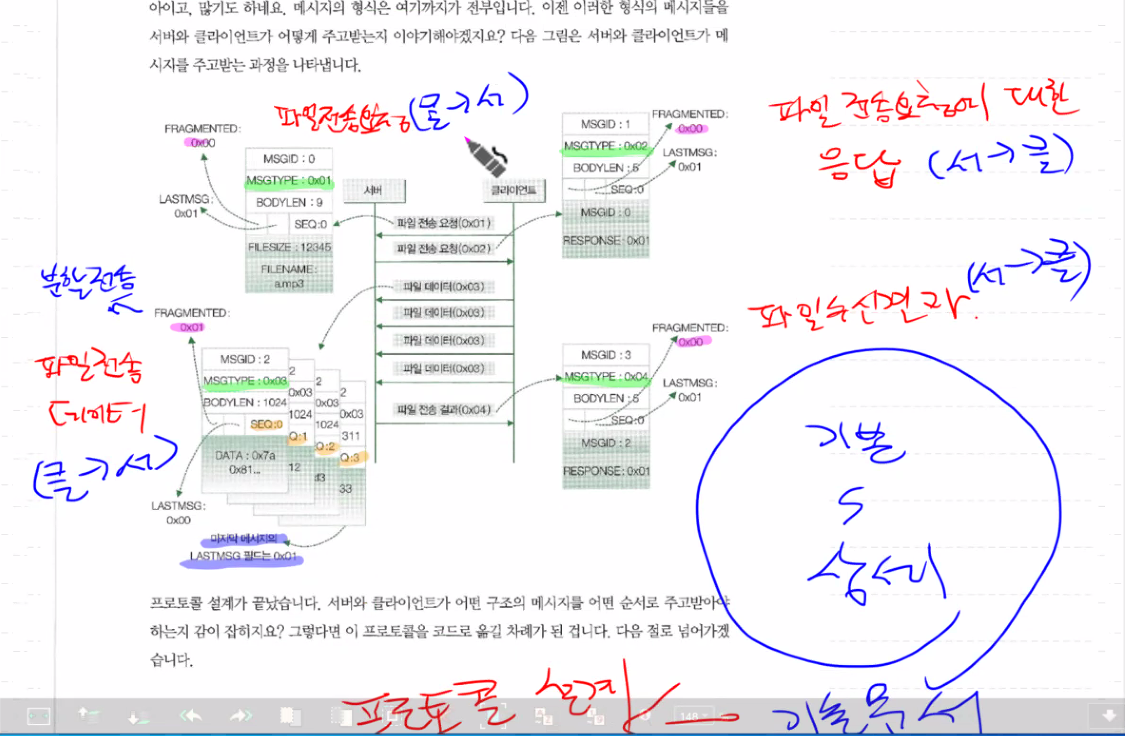 아이고, 많기도 하네요. 메시지의 형식은 여기까지가 전부입니다. 이젠 이러한 형식의 메시지들을
서버와 클라이언트가 어떻게 주고받는지 이야기해야겠지요? 다음 그림은 서버와 클라이언트가 메
시지를 주고받는 과정을 나타냅니다.
파일전송요청(클→서)
FRAGMENTED:
0x00
MSGID : 0
MSGTYPE : 0x01
BODYLEN : 9
LASTMSG:
0x01
SEQ:0
FILESIZE : 12345
FILENAME:
a.mp3
서버
클라이언트
파일 전송 요청(0x01)
파일 전송 요청(0x02)
파일 데이터(0x03)
파일 데이터(0x03)
파일 데이터(0x03)
파일 데이터(0x03)
파일 전송 결과(0x04)
MSGID : 1
MSGTYPE : 0x02
BODYLEN : 5
SEQ:0
MSGID : 0
RESPONSE : 0x01
FRAGMENTED:
0x00
LASTMSG:
0x01
파일 전송요청에 대한
응답 (서→클)
분할전송
FRAGMENTED:
0x01
파일전송
데이터
(클→서)
MSGID : 2
MSGTYPE : 0x03
BODYLEN : 1024
SEQ:0
DATA : 0x7a
0x81...
2
0x03
1024
Q:1
12
2
0x03
1024
Q:2
df3
2
0x03
311
Q:3
33
LASTMSG:
0x00
마지막 메시지의
LASTMSG 필드는 0x01
MSGID : 3
MSGTYPE : 0x04
BODYLEN : 5
SEQ:0
MSGID : 2
RESPONSE : 0x01
FRAGMENTED:
0x00
LASTMSG:
0x01
(서→클)
기본
상세
프로토콜 설계가 끝났습니다. 서버와 클라이언트가 어떤 구조의 메시지를 어떤 순서로 주고받아야
하는지 감이 잡히지요? 그렇다면 이 프로토콜을 코드로 옮길 차례가 된 겁니다. 다음 절로 넘어가겠
습니다.
프로토콜 설계
기술문서
148